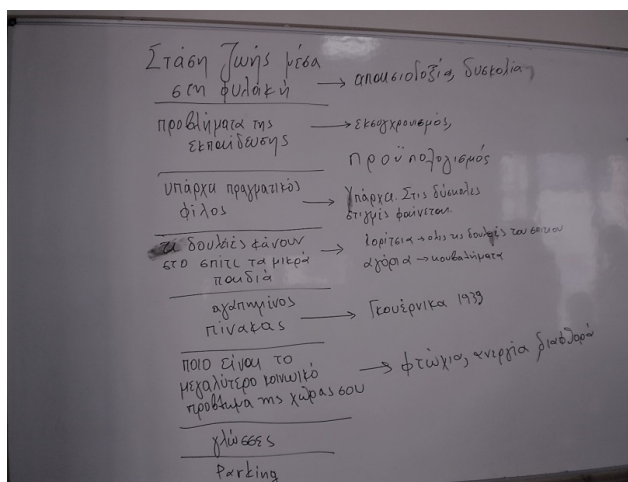 Στάση ζωής μέσα
στη φυλακή → απαισιοδοξία, δυσκολία
προβλήματα της
εκπαίδευσης → εκσυγχρονισμός,
προϋπολογισμός
υπάρχει πραγματικός
φίλος → Υπάρχει. Στις δύσκολες
στιγμές φαίνεται.
τι δουλειές κάνουν
στο σπίτι τα μικρά
παιδιά → κορίτσια → όλες τις δουλειές του σπιτιού
αγόρια → κουβαλήματα
αγαπημένος
πίνακας → Γκουέρνικα 1939
ποιο είναι το
μεγαλύτερο κοινωνικό
πρόβλημα της χώρας σου → φτώχια, ανεργία, διαφθορά
γλώσσες
Parking